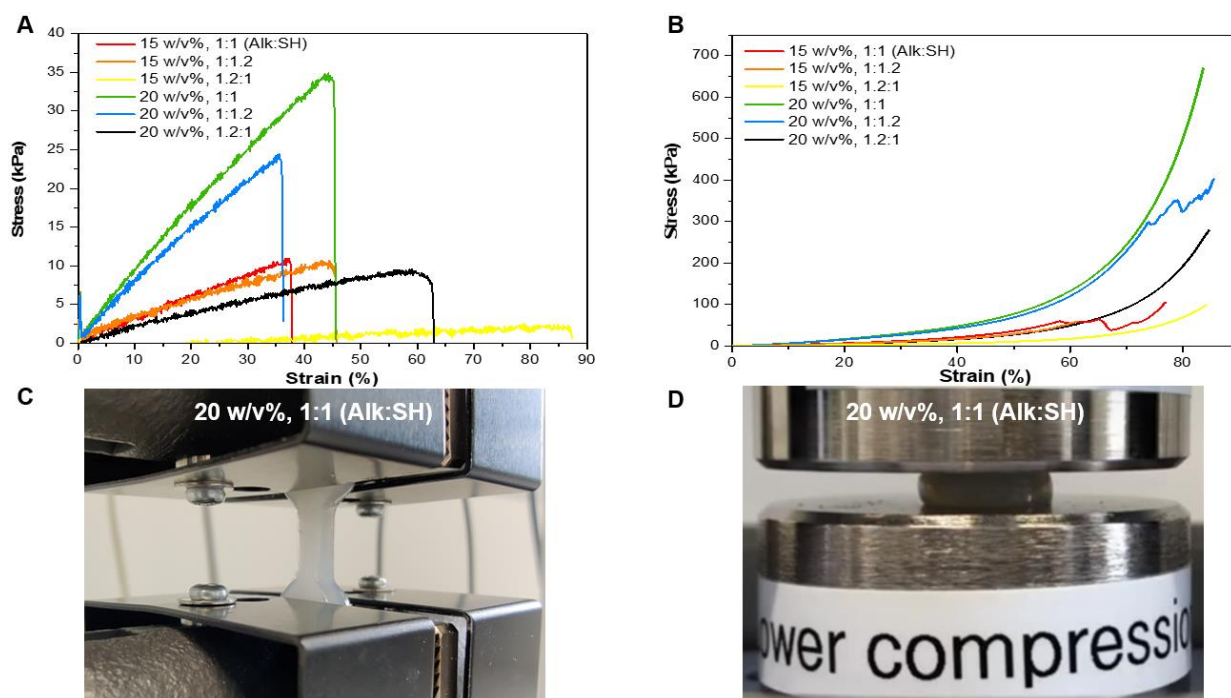 A
40
35
30
25
20
15
10
5
0
Stress (kPa)
15 w/v%, 1:1 (Alk:SH)
15 w/v%, 1:1.2
15 w/v%, 1.2:1
20 w/v%, 1:1
20 w/v%, 1:1.2
20 w/v%, 1.2:1
0 10 20 30 40 50 60 70 80 90
Strain (%)
B
700
600
500
400
300
200
100
0
Stress (kPa)
15 w/v%, 1:1 (Alk:SH)
15 w/v%, 1:1.2
15 w/v%, 1.2:1
20 w/v%, 1:1
20 w/v%, 1:1.2
20 w/v%, 1.2:1
0 20 40 60 80
Strain (%)
C
20 w/v%, 1:1 (Alk:SH)
D
20 w/v%, 1:1 (Alk:SH)
ower compressio